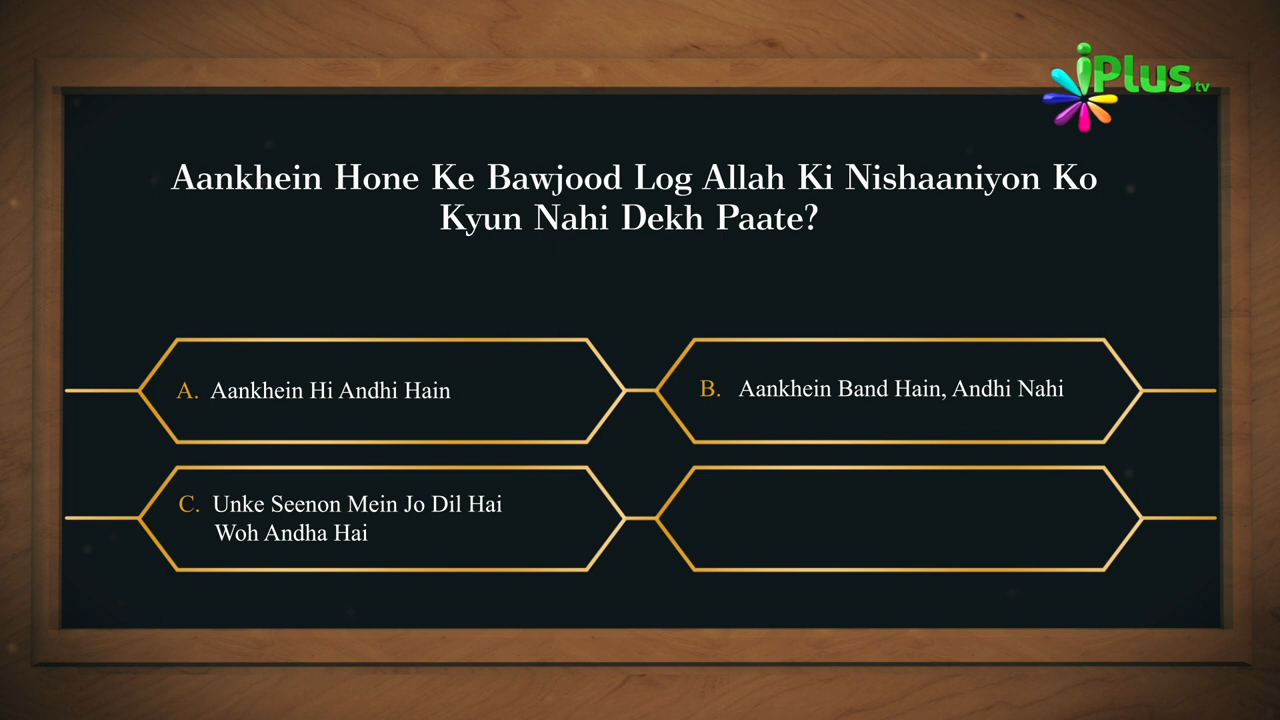 iPlus tv
Aankhein Hone Ke Bawjood Log Allah Ki Nishaaniyon Ko
Kyun Nahi Dekh Paate?
A. Aankhein Hi Andhi Hain
B. Aankhein Band Hain, Andhi Nahi
C. Unke Seenon Mein Jo Dil Hai
Woh Andha Hai